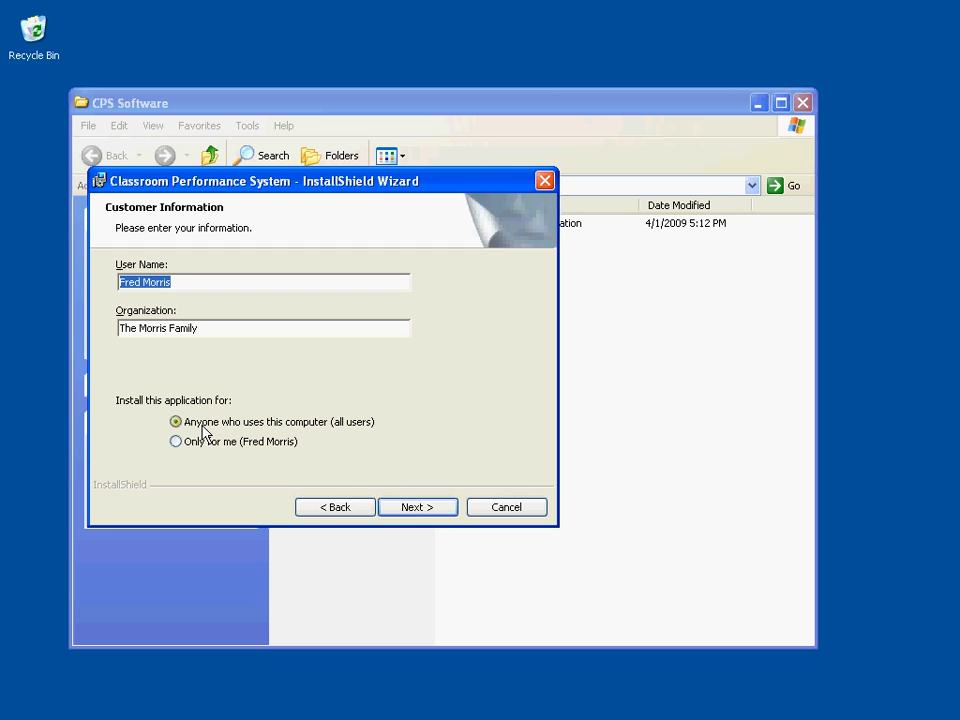 Recycle Bin
CPS Software
File Edit View Favorites Tools Help
Back Search Folders
Go
Classroom Performance System - InstallShield Wizard
Date Modified
Customer Information
Please enter your information.
ation 4/1/2009 5:12 PM
User Name:
Fred Morris
Organization:
The Morris Family
Install this application for:
Anyone who uses this computer (all users)
Only for me (Fred Morris)
InstallShield
< Back Next > Cancel